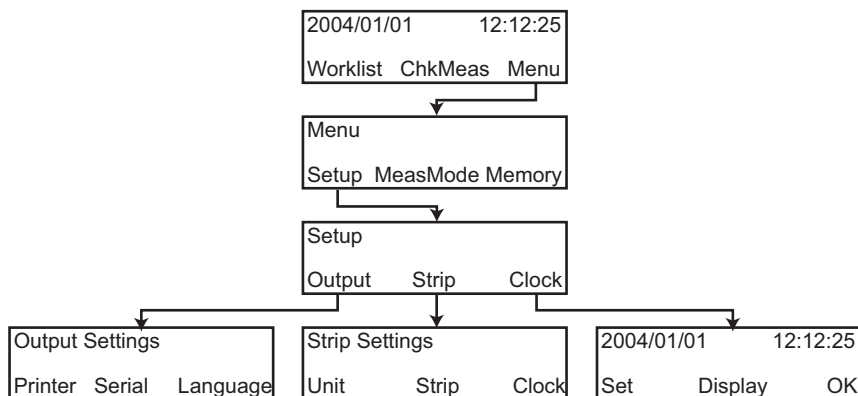 2004/01/01 12:12:25
Worklist ChkMeas Menu
Menu
Setup MeasMode Memory
Setup
Output Strip Clock
Output Settings
Printer Serial Language
Strip Settings
Unit Strip Clock
2004/01/01 12:12:25
Set Display OK